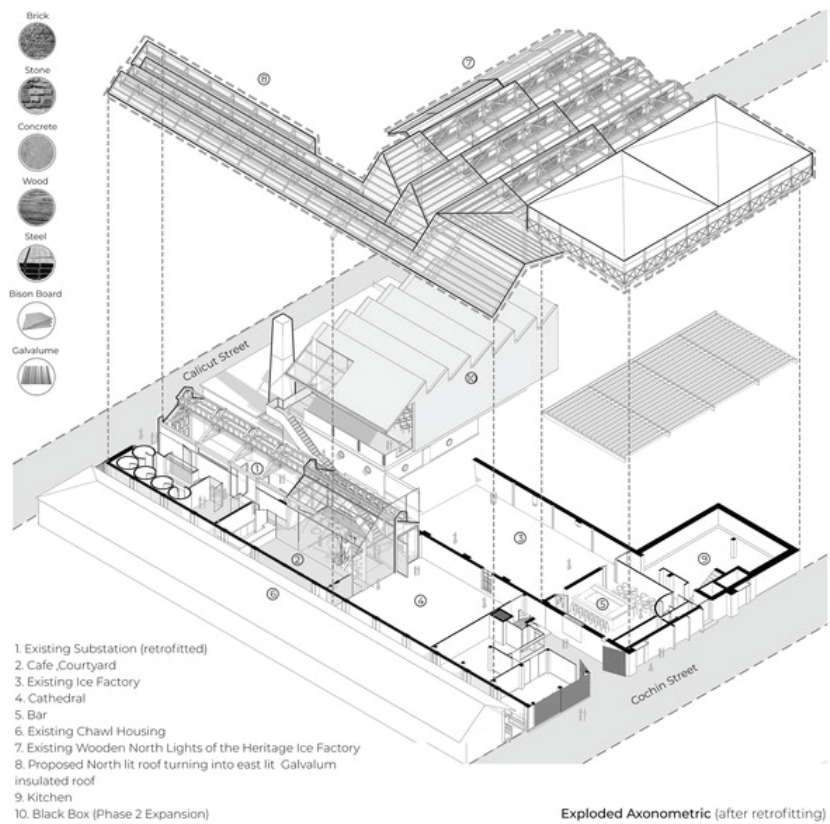 Brick
Stone
Concrete
Wood
Steel
Bison Board
Galvalume
8
7
Calicut Street
10
1
2
3
9
6
4
5
Cochin Street
1. Existing Substation (retrofitted)
2. Cafe ,Courtyard
3. Existing Ice Factory
4. Cathedral
5. Bar
6. Existing Chawl Housing
7. Existing Wooden North Lights of the Heritage Ice Factory
8. Proposed North lit roof turning into east lit Galvalum
insulated roof
9. Kitchen
10. Black Box (Phase 2 Expansion)
Exploded Axonometric (after retrofitting)